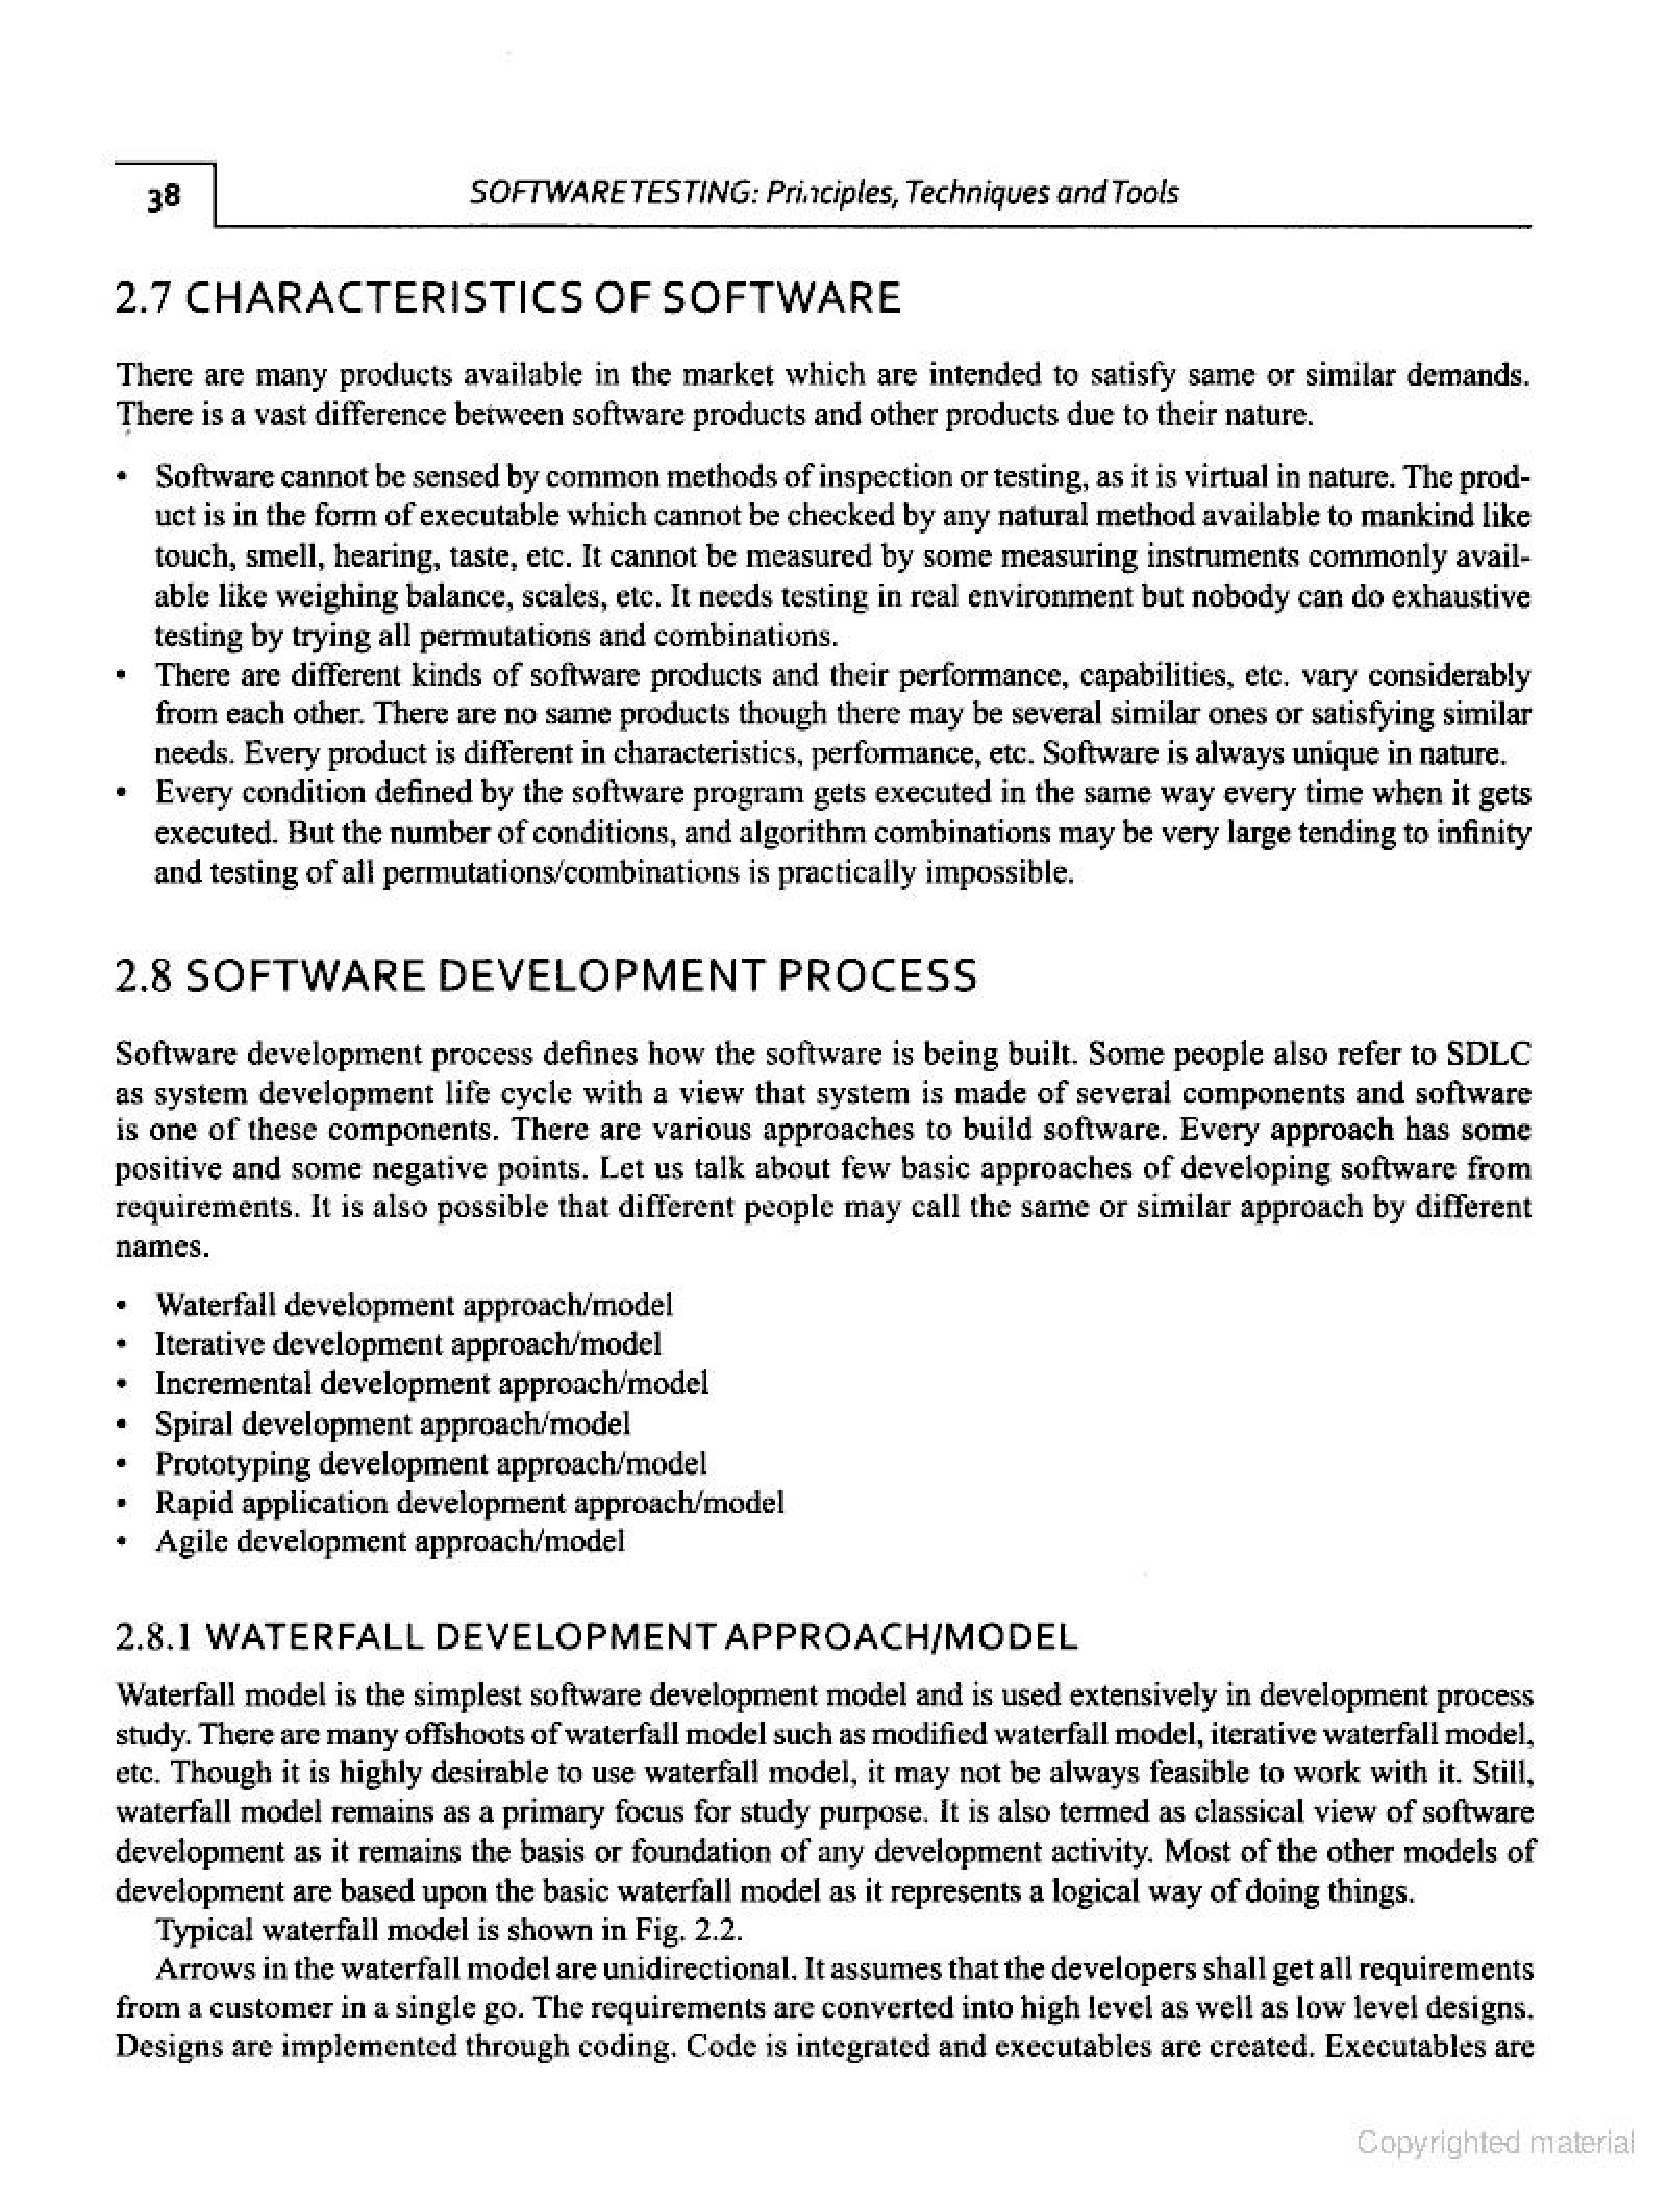 38
SOFTWARE TESTING: Principles, Techniques and Tools
2.7 CHARACTERISTICS OF SOFTWARE
There are many products available in the market which are intended to satisfy same or similar demands.
There is a vast difference between software products and other products due to their nature.
• Software cannot be sensed by common methods of inspection or testing, as it is virtual in nature. The prod-
uct is in the form of executable which cannot be checked by any natural method available to mankind like
touch, smell, hearing, taste, etc. It cannot be measured by some measuring instruments commonly avail-
able like weighing balance, scales, etc. It needs testing in real environment but nobody can do exhaustive
testing by trying all permutations and combinations.
• There are different kinds of software products and their performance, capabilities, etc. vary considerably
from each other. There are no same products though there may be several similar ones or satisfying similar
needs. Every product is different in characteristics, performance, etc. Software is always unique in nature.
• Every condition defined by the software program gets executed in the same way every time when it gets
executed. But the number of conditions, and algorithm combinations may be very large tending to infinity
and testing of all permutations/combinations is practically impossible.
2.8 SOFTWARE DEVELOPMENT PROCESS
Software development process defines how the software is being built. Some people also refer to SDLC
as system development life cycle with a view that system is made of several components and software
is one of these components. There are various approaches to build software. Every approach has some
positive and some negative points. Let us talk about few basic approaches of developing software from
requirements. It is also possible that different people may call the same or similar approach by different
names.
• Waterfall development approach/model
• Iterative development approach/model
• Incremental development approach/model
• Spiral development approach/model
• Prototyping development approach/model
• Rapid application development approach/model
• Agile development approach/model
2.8.1 WATERFALL DEVELOPMENT APPROACH/MODEL
Waterfall model is the simplest software development model and is used extensively in development process
study. There are many offshoots of waterfall model such as modified waterfall model, iterative waterfall model,
etc. Though it is highly desirable to use waterfall model, it may not be always feasible to work with it. Still,
waterfall model remains as a primary focus for study purpose. It is also termed as classical view of software
development as it remains the basis or foundation of any development activity. Most of the other models of
development are based upon the basic waterfall model as it represents a logical way of doing things.
Typical waterfall model is shown in Fig. 2.2.
Arrows in the waterfall model are unidirectional. It assumes that the developers shall get all requirements
from a customer in a single go. The requirements are converted into high level as well as low level designs.
Designs are implemented through coding. Code is integrated and executables are created. Executables are
Copyrighted material